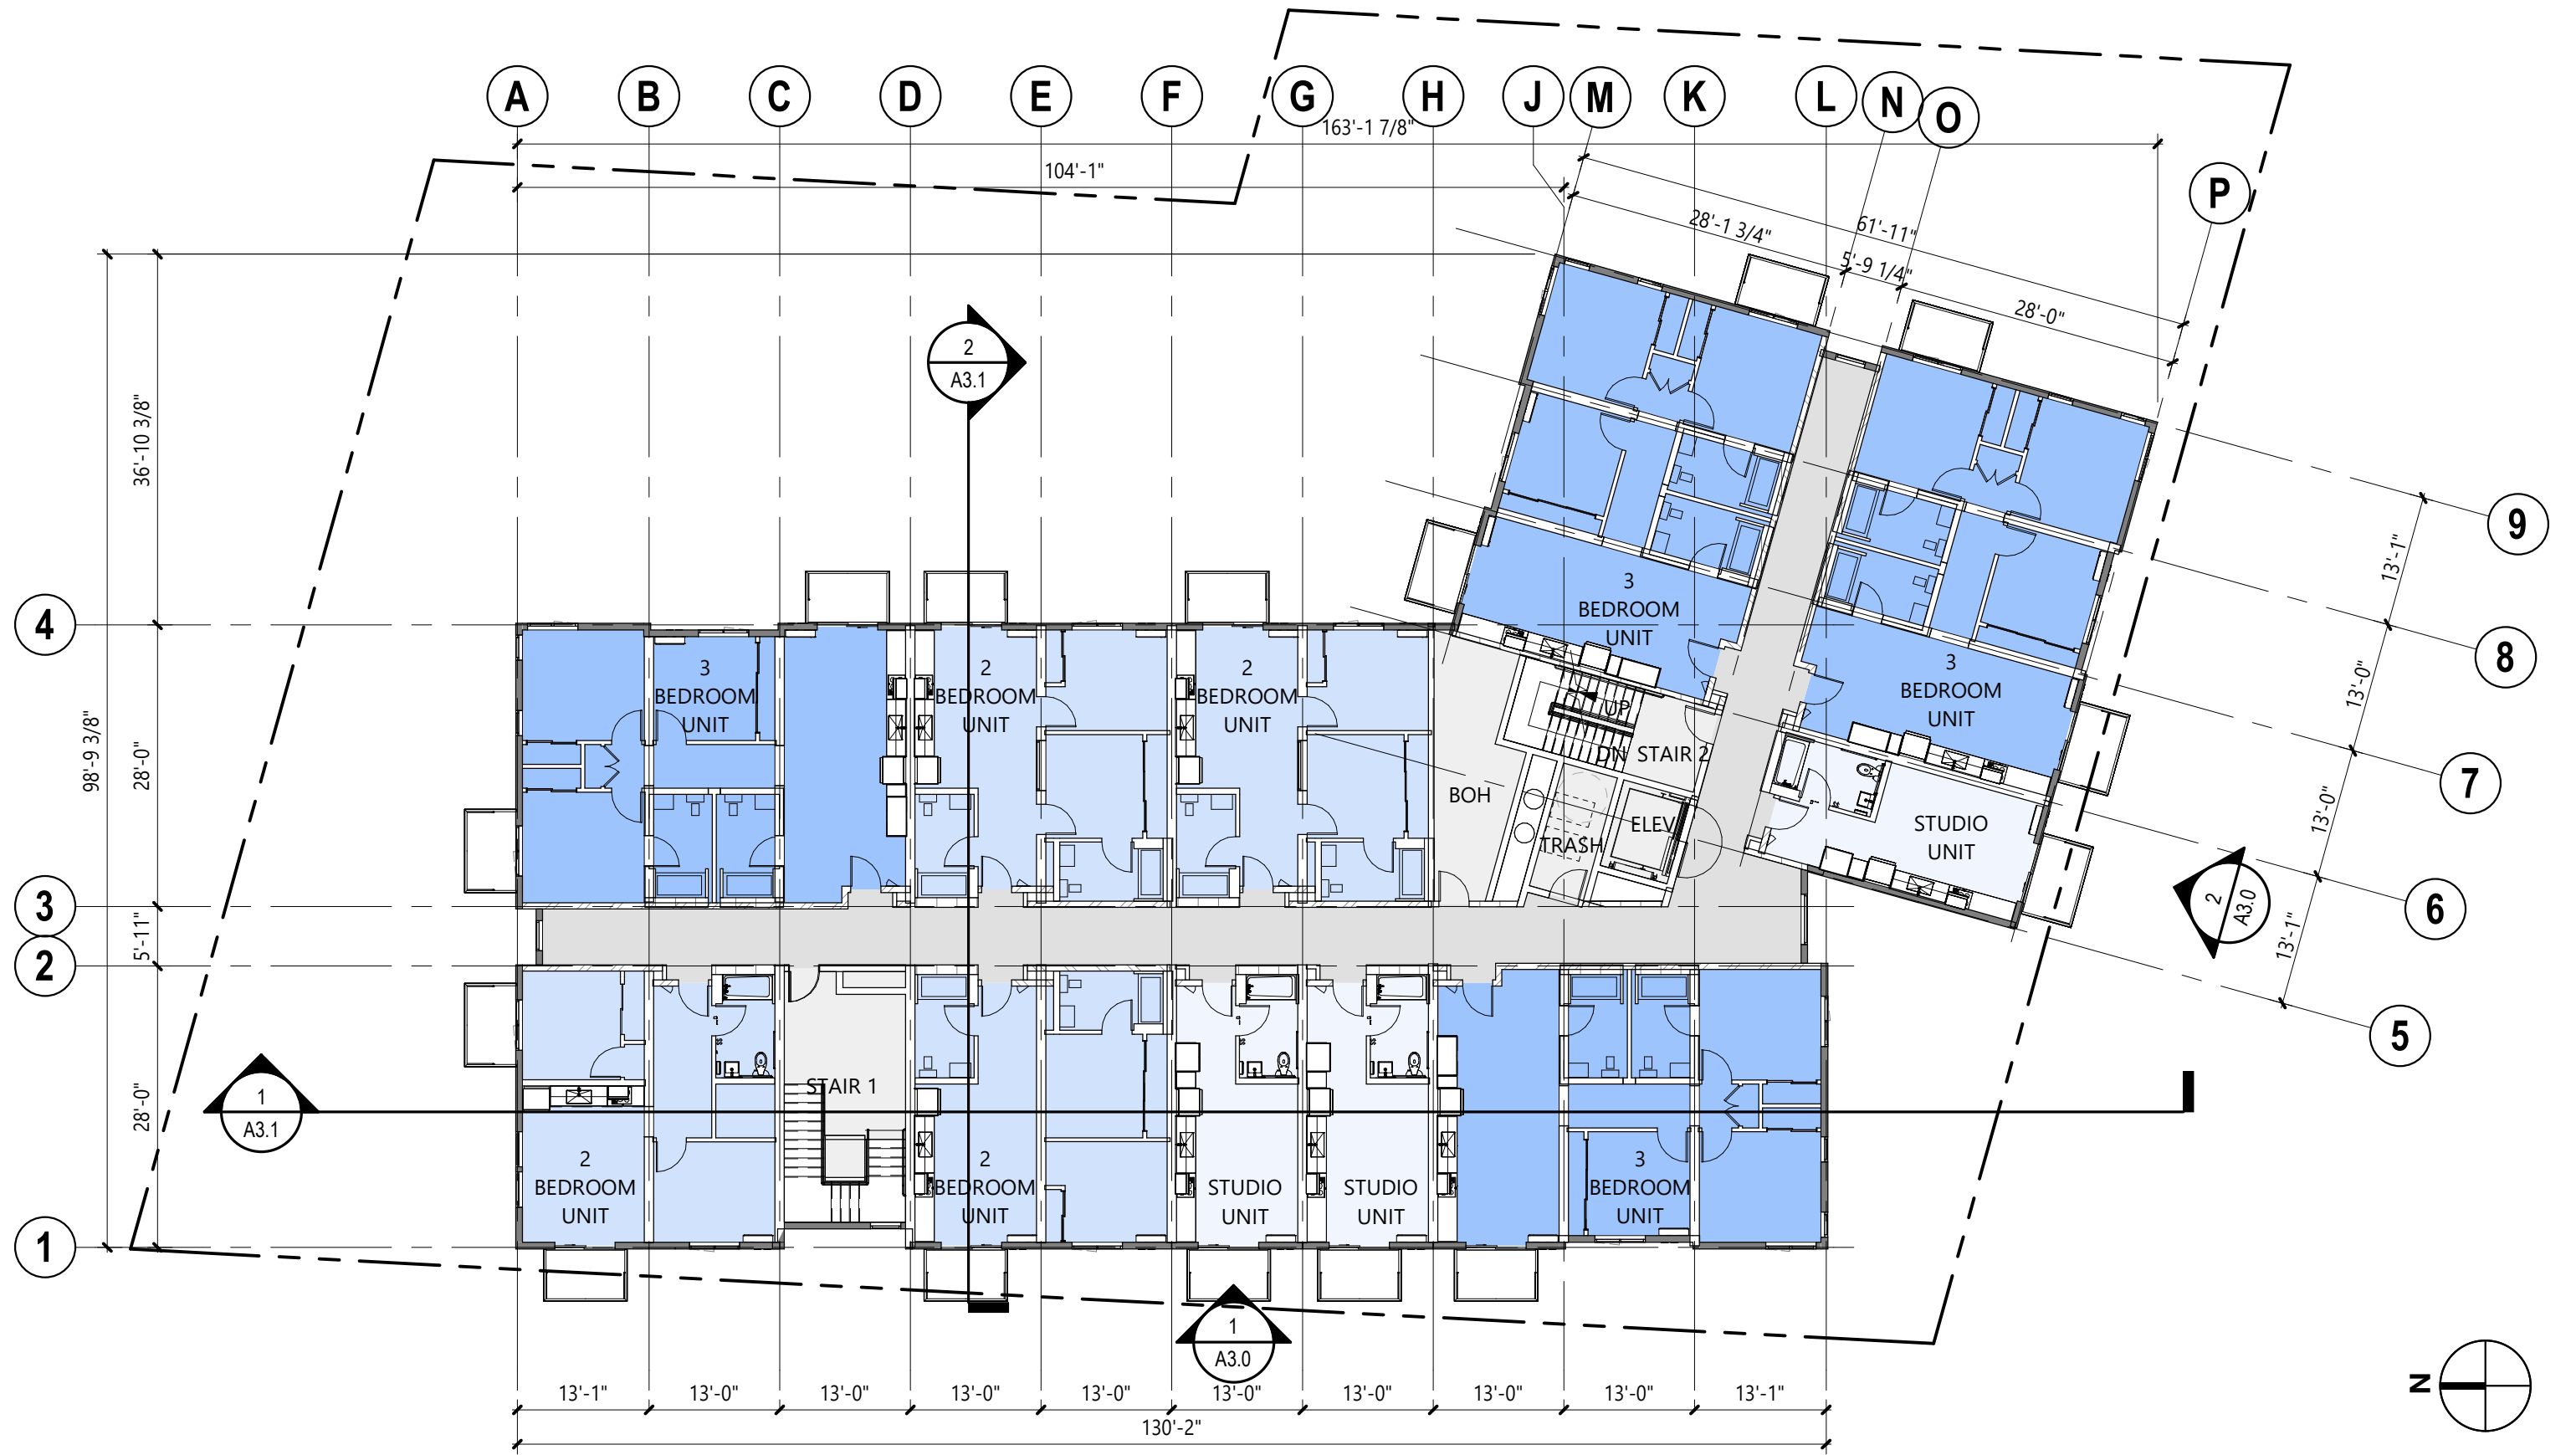 A B C D E F G H J M K L N O
P
163'-1 7/8"
104'-1"
28'-1 3/4"
61'-11"
5'-9 1/4"
28'-0"
2
A3.1
36'-10 3/8"
98'-9 3/8"
28'-0"
5'-11"
28'-0"
4
3
2
1
9
8
7
6
5
13'-1"
13'-0"
13'-0"
13'-1"
3
BEDROOM
UNIT
3
BEDROOM
UNIT
3
BEDROOM
UNIT
2
BEDROOM
UNIT
2
BEDROOM
UNIT
UP
DN STAIR 2
BOH
ELEV
TRASH
STUDIO
UNIT
2
A3.0
STAIR 1
1
A3.1
2
BEDROOM
UNIT
2
BEDROOM
UNIT
STUDIO
UNIT
STUDIO
UNIT
3
BEDROOM
UNIT
1
A3.0
13'-1" 13'-0" 13'-0" 13'-0" 13'-0" 13'-0" 13'-0" 13'-0" 13'-0" 13'-1"
130'-2"
N